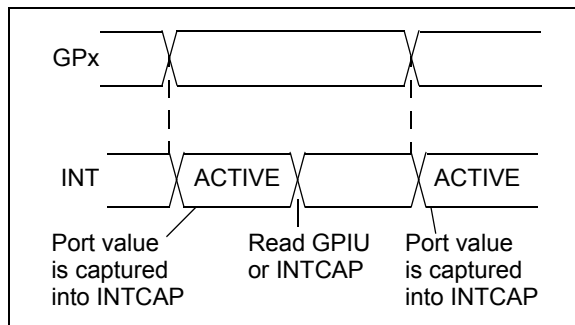 GPx
INT
ACTIVE
ACTIVE
Port value
is captured
into INTCAP
Read GPIU
or INTCAP
Port value
is captured
into INTCAP